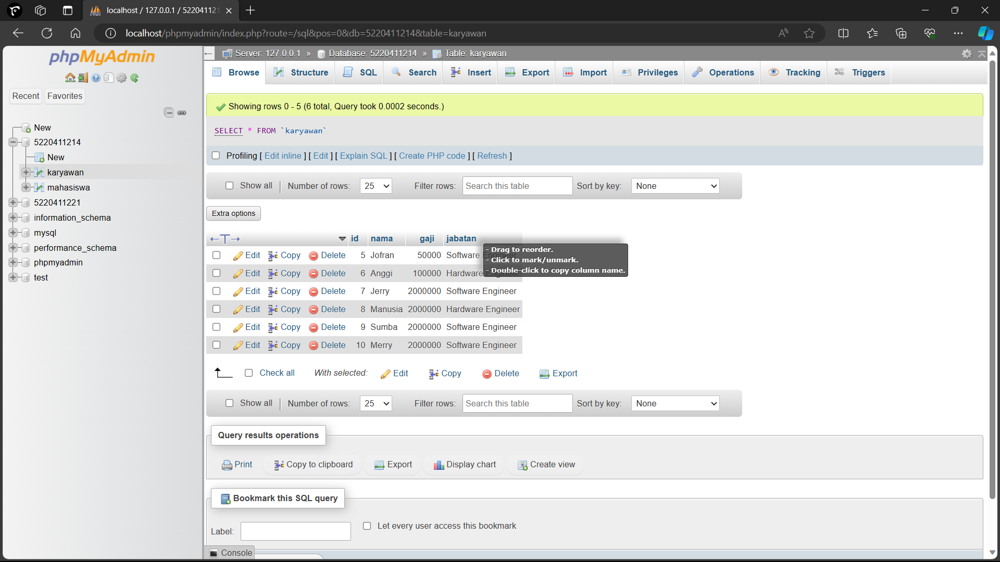 localhost / 127.0.0.1 / 522041121
localhost/phpmyadmin/index.php?route=/sql&pos=0&db=5220411214&table=karyawan
phpMyAdmin
Recent Favorites
New
5220411214
New
karyawan
mahasiswa
5220411221
information_schema
mysql
performance_schema
phpmyadmin
test
Server: 127.0.0.1 » Database: 5220411214 » Table: karyawan
Browse Structure SQL Search Insert Export Import Privileges Operations Tracking Triggers
Showing rows 0 - 5 (6 total, Query took 0.0002 seconds.)
SELECT * FROM `karyawan`
Profiling [ Edit inline ] [ Edit ] [ Explain SQL ] [ Create PHP code ] [ Refresh ]
Show all Number of rows: 25 Filter rows: Search this table Sort by key: None
Extra options
id nama gaji jabatan
Edit Copy Delete 5 Jofran 50000 Software Engineer
Edit Copy Delete 6 Anggi 100000 Hardware Engineer
- Drag to reorder.
- Click to mark/unmark.
- Double-click to copy column name.
Edit Copy Delete 7 Jerry 2000000 Software Engineer
Edit Copy Delete 8 Manusia 2000000 Hardware Engineer
Edit Copy Delete 9 Sumba 2000000 Software Engineer
Edit Copy Delete 10 Merry 2000000 Software Engineer
Check all With selected: Edit Copy Delete Export
Show all Number of rows: 25 Filter rows: Search this table Sort by key: None
Query results operations
Print Copy to clipboard Export Display chart Create view
Bookmark this SQL query
Label: Let every user access this bookmark
Console